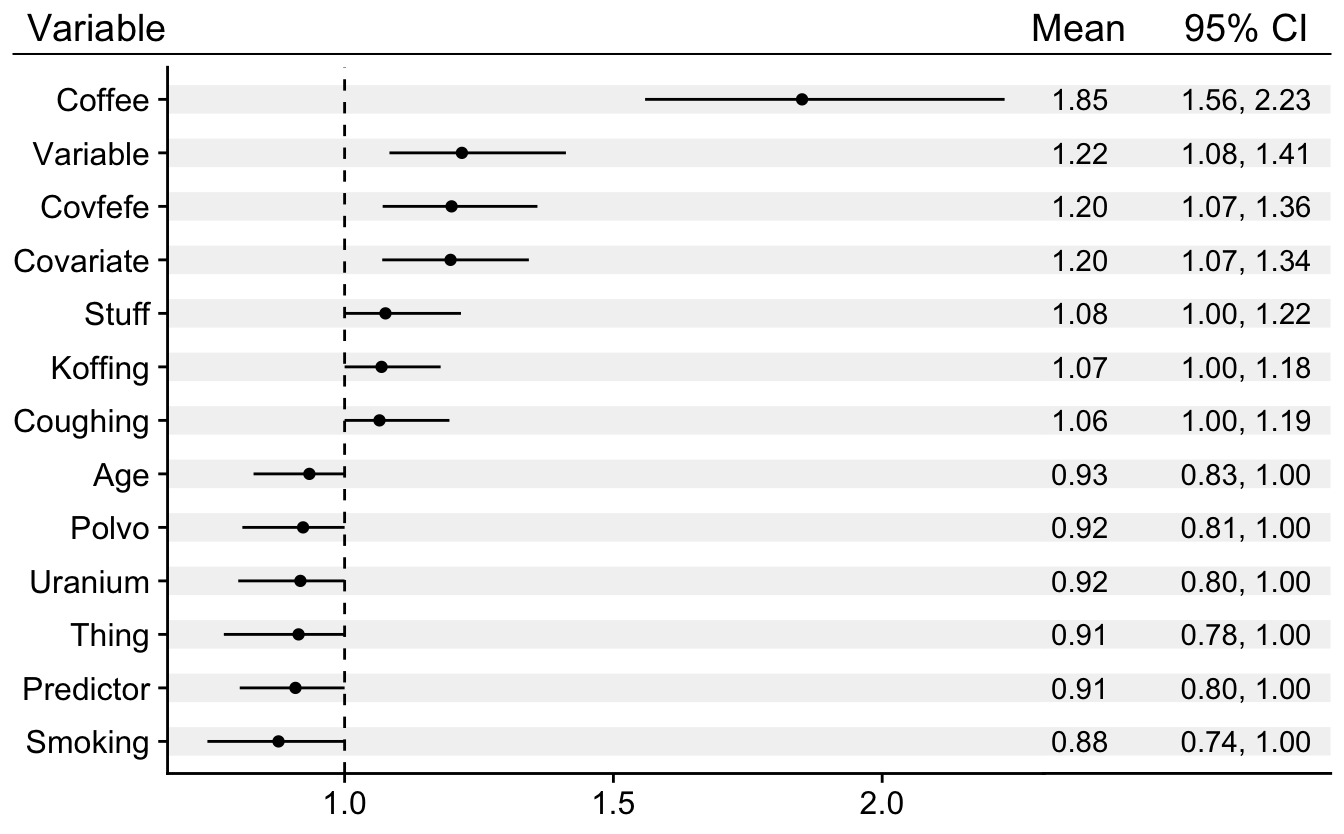 Variable Mean 95% CI
Coffee 1.85 1.56, 2.23
Variable 1.22 1.08, 1.41
Covfefe 1.20 1.07, 1.36
Covariate 1.20 1.07, 1.34
Stuff 1.08 1.00, 1.22
Koffing 1.07 1.00, 1.18
Coughing 1.06 1.00, 1.19
Age 0.93 0.83, 1.00
Polvo 0.92 0.81, 1.00
Uranium 0.92 0.80, 1.00
Thing 0.91 0.78, 1.00
Predictor 0.91 0.80, 1.00
Smoking 0.88 0.74, 1.00
1.0 1.5 2.0